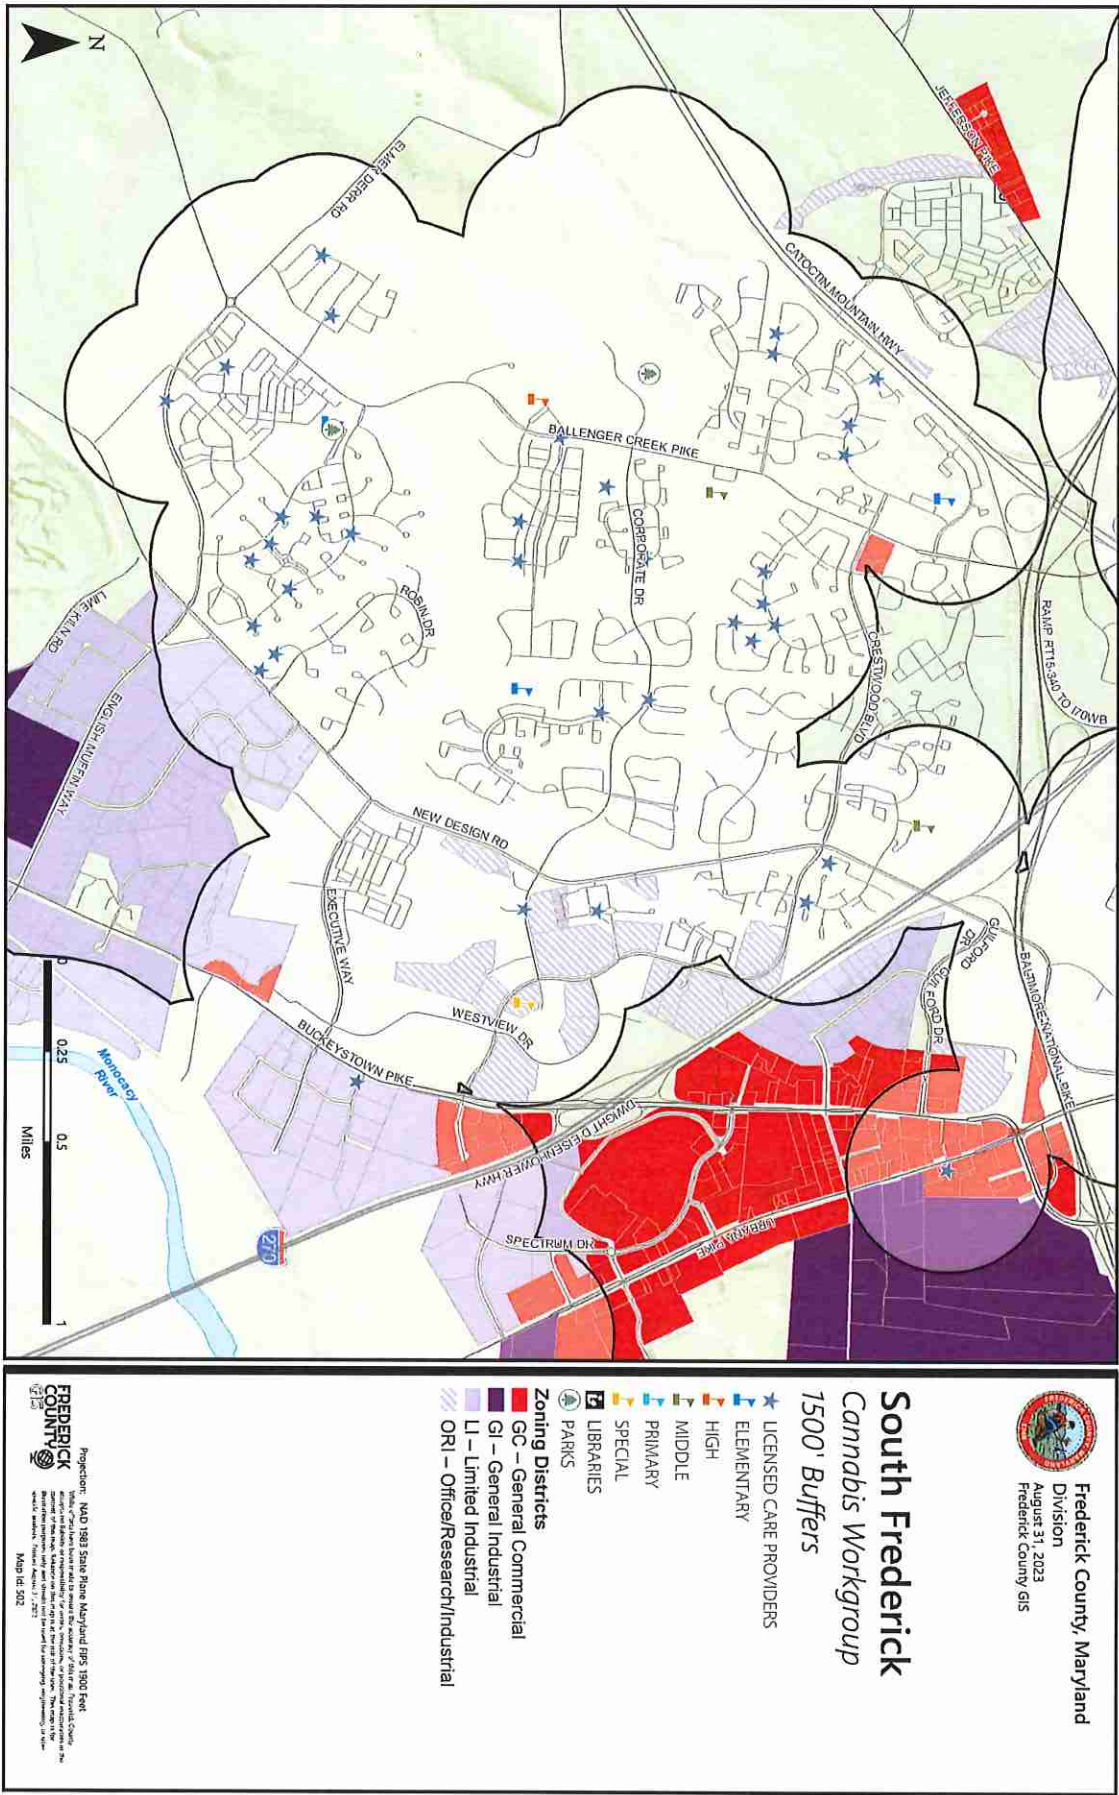 Frederick County, Maryland
Division
August 31, 2023
Frederick County GIS
South Frederick
Cannabis Workgroup
1500' Buffers
LICENSED CARE PROVIDERS
ELEMENTARY
HIGH
MIDDLE
PRIMARY
SPECIAL
LIBRARIES
PARKS
Zoning Districts
GC – General Commercial
GI – General Industrial
LI – Limited Industrial
ORI – Office/Research/Industrial
FREDERICK
COUNTY
GIS
Projection: NAD 1983 State Plane Maryland FIPS 1900 Feet
Map Id: 502
N
JEFFERSON PIKE
CATOCTIN MOUNTAIN HWY
ELMER DERR RD
BALLENGER CREEK PIKE
CORPORATE DR
ROBIN DR
RAMP RT15-340 TO I70WB
CRESTWOOD BLVD
LIME KILN RD
ENGLISH MUFFIN WAY
NEW DESIGN RD
EXECUTIVE WAY
GUILFORD
DR
GUILFORD DR
BALTIMORE NATIONAL PIKE
WESTVIEW DR
BUCKEYSTOWN PIKE
DWIGHT D EISENHOWER HWY
URBANA PIKE
SPECTRUM DR
Monocacy
River
270
0
0.25
0.5
1
Miles